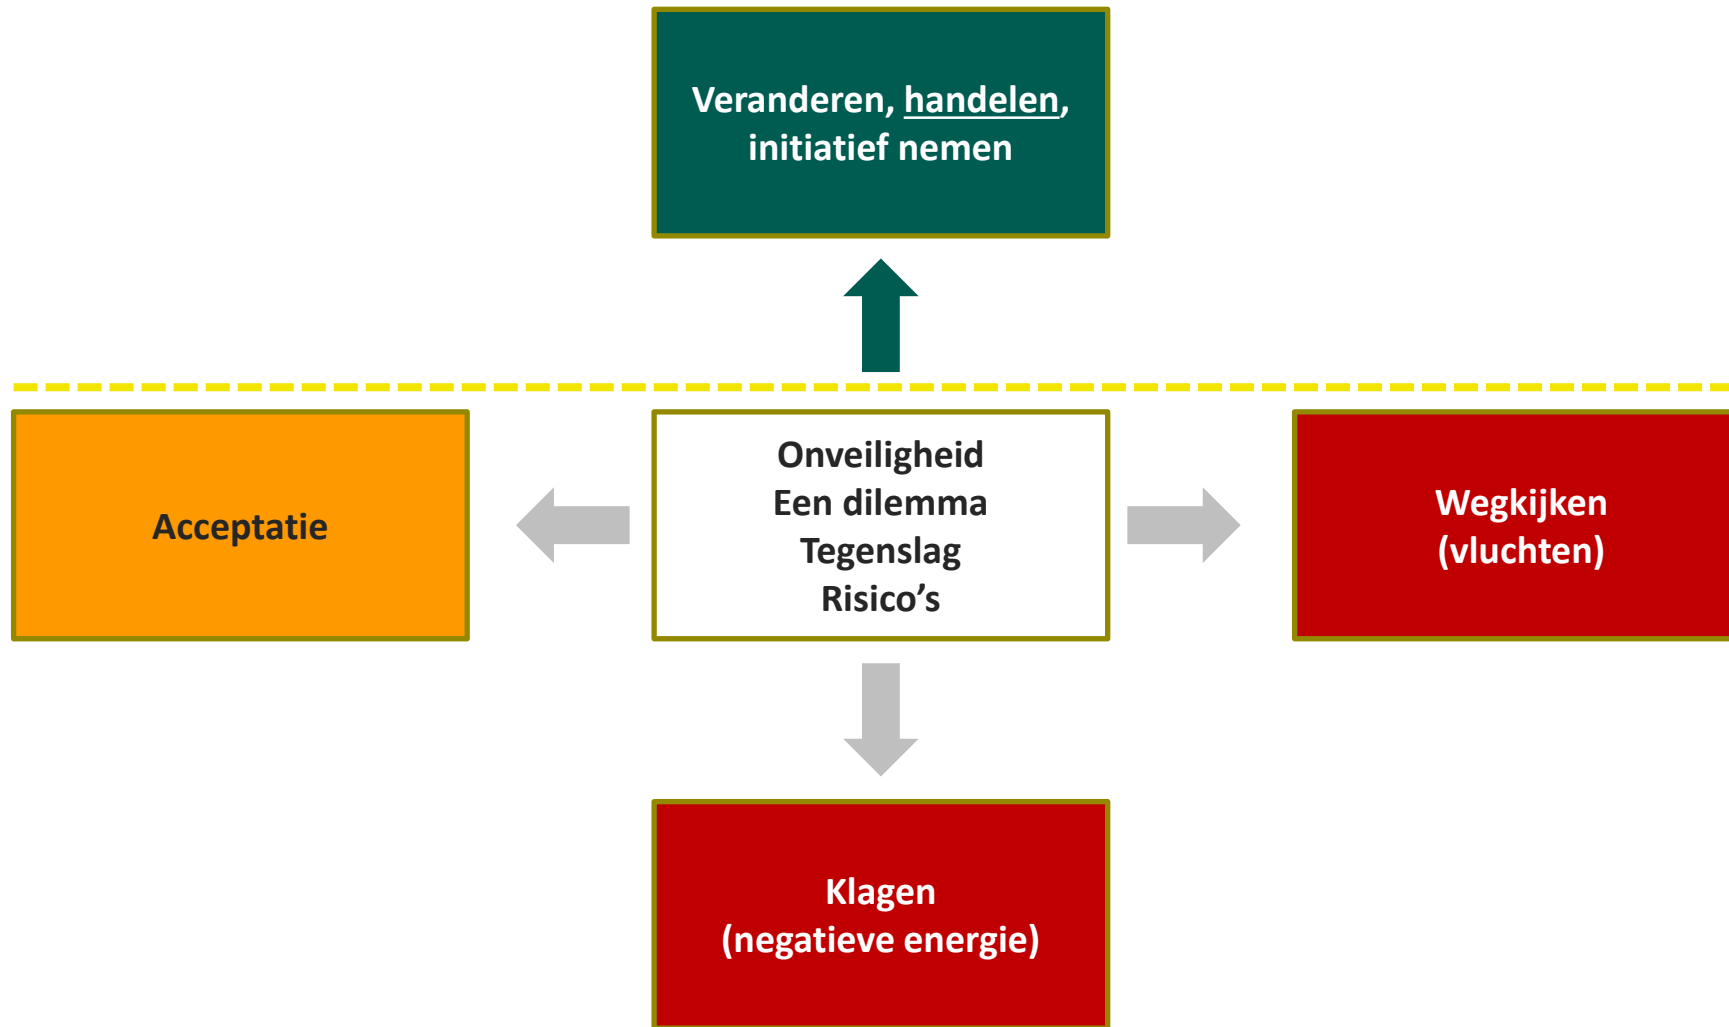 Veranderen, handelen,
initiatief nemen
Acceptatie
Onveiligheid
Een dilemma
Tegenslag
Risico’s
Wegkijken
(vluchten)
Klagen
(negatieve energie)